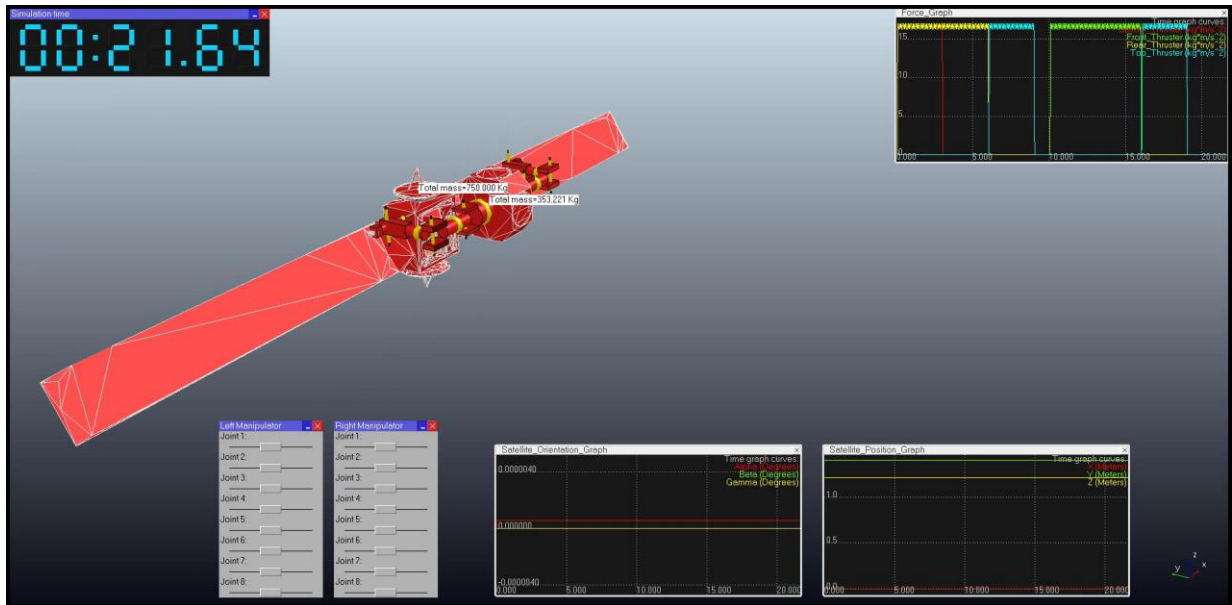 Simulation time
00:21.64
Force_Graph
Time graph curves:
Front_Thruster (kg*m/s^2)
Rear_Thruster (kg*m/s^2)
Top_Thruster (kg*m/s^2)
15
10
5
0
0.000 5.000 10.000 15.000 20.000
Total mass=750.000 Kg
Total mass=353.221 Kg
Left Manipulator
Joint 1:
Joint 2:
Joint 3:
Joint 4:
Joint 5:
Joint 6:
Joint 7:
Joint 8:
Right Manipulator
Joint 1:
Joint 2:
Joint 3:
Joint 4:
Joint 5:
Joint 6:
Joint 7:
Joint 8:
Satellite_Orientation_Graph
Time graph curves:
Alpha (Degrees)
Beta (Degrees)
Gamma (Degrees)
0.0000040
0.000000
-0.0000040
0.000 5.000 10.000 15.000 20.000
Satellite_Position_Graph
Time graph curves:
X (Meters)
Y (Meters)
Z (Meters)
1.0
0.5
0.0
0.000 5.000 10.000 15.000 20.000
z
y x